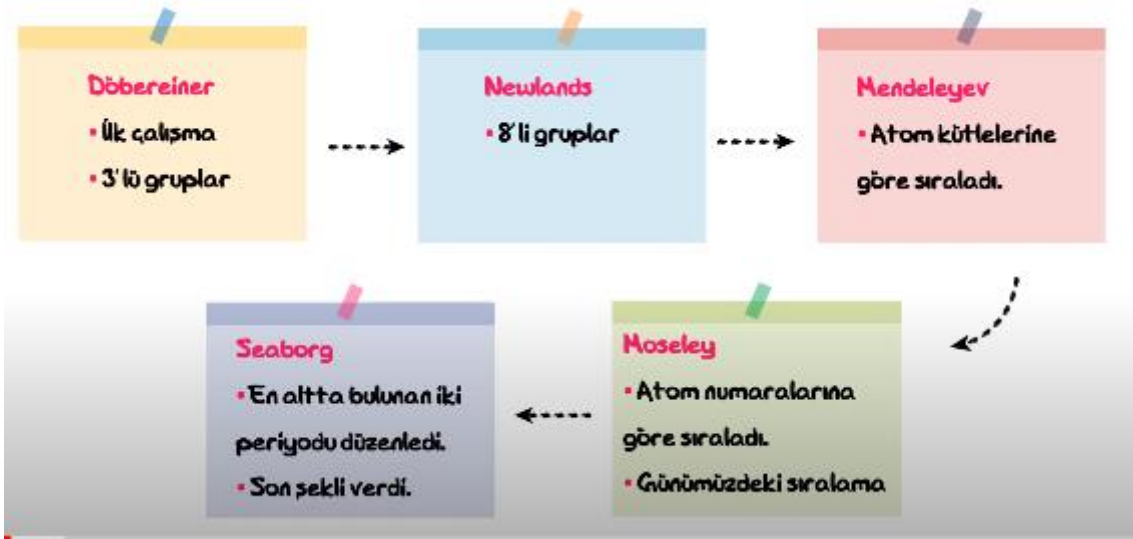 Döbereiner
▪ İlk çalışma
▪ 3'lü gruplar
Newlands
▪ 8'li gruplar
Mendeleyev
▪ Atom kütlelerine
göre sıraladı.
Moseley
▪ Atom numaralarına
göre sıraladı.
▪ Günümüzdeki sıralama
Seaborg
▪ En altta bulunan iki
periyodu düzenledi.
▪ Son şekli verdi.